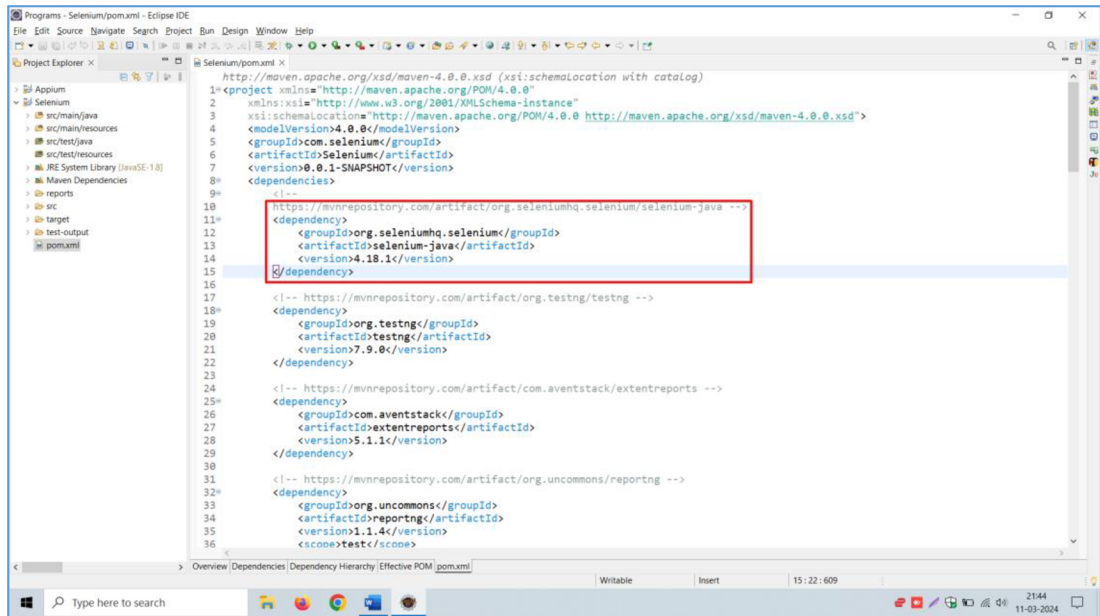 Programs - Selenium/pom.xml - Eclipse IDE
File Edit Source Navigate Search Project Run Design Window Help
Project Explorer
Selenium/pom.xml
Appium
Selenium
src/main/java
src/main/resources
src/test/java
src/test/resources
JRE System Library [JavaSE-1.8]
Maven Dependencies
reports
src
target
test-output
pom.xml
http://maven.apache.org/xsd/maven-4.0.0.xsd (xsi:schemaLocation with catalog)
1 <project xmlns="http://maven.apache.org/POM/4.0.0"
2 xmlns:xsi="http://www.w3.org/2001/XMLSchema-instance"
3 xsi:schemaLocation="http://maven.apache.org/POM/4.0.0 http://maven.apache.org/xsd/maven-4.0.0.xsd">
4 <modelVersion>4.0.0</modelVersion>
5 <groupId>com.selenium</groupId>
6 <artifactId>Selenium</artifactId>
7 <version>0.0.1-SNAPSHOT</version>
8 <dependencies>
9 <!--
10 https://mvnrepository.com/artifact/org.seleniumhq.selenium/selenium-java -->
11 <dependency>
12 <groupId>org.seleniumhq.selenium</groupId>
13 <artifactId>selenium-java</artifactId>
14 <version>4.18.1</version>
15 </dependency>
16
17 <!-- https://mvnrepository.com/artifact/org.testng/testng -->
18 <dependency>
19 <groupId>org.testng</groupId>
20 <artifactId>testng</artifactId>
21 <version>7.9.0</version>
22 </dependency>
23
24 <!-- https://mvnrepository.com/artifact/com.aventstack/extentreports -->
25 <dependency>
26 <groupId>com.aventstack</groupId>
27 <artifactId>extentreports</artifactId>
28 <version>5.1.1</version>
29 </dependency>
30
31 <!-- https://mvnrepository.com/artifact/org.uncommons/reportng -->
32 <dependency>
33 <groupId>org.uncommons</groupId>
34 <artifactId>reportng</artifactId>
35 <version>1.1.4</version>
36 <scope>test</scope>
Overview Dependencies Dependency Hierarchy Effective POM pom.xml
Writable Insert 15 : 22 : 609
Type here to search
21:44
11-03-2024